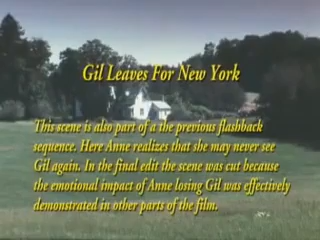 Gil Leaves For New York
This scene is also part of a the previous flashback
sequence. Here Anne realizes that she may never see
Gil again. In the final edit the scene was cut because
the emotional impact of Anne losing Gil was effectively
demonstrated in other parts of the film.